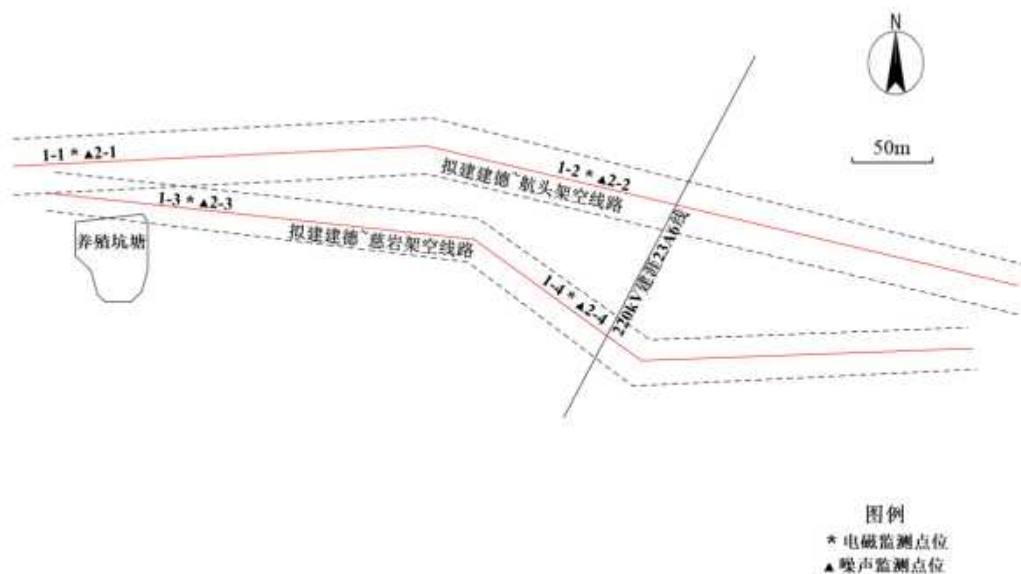 N
50m
1-1 * ▲2-1
1-2 * ▲2-2
拟建建德~航头架空线路
1-3 * ▲2-3
养殖坑塘
拟建建德~慈岩架空线路
1-4 * ▲2-4
220kV建浬23A6线
图例
* 电磁监测点位
▲ 噪声监测点位